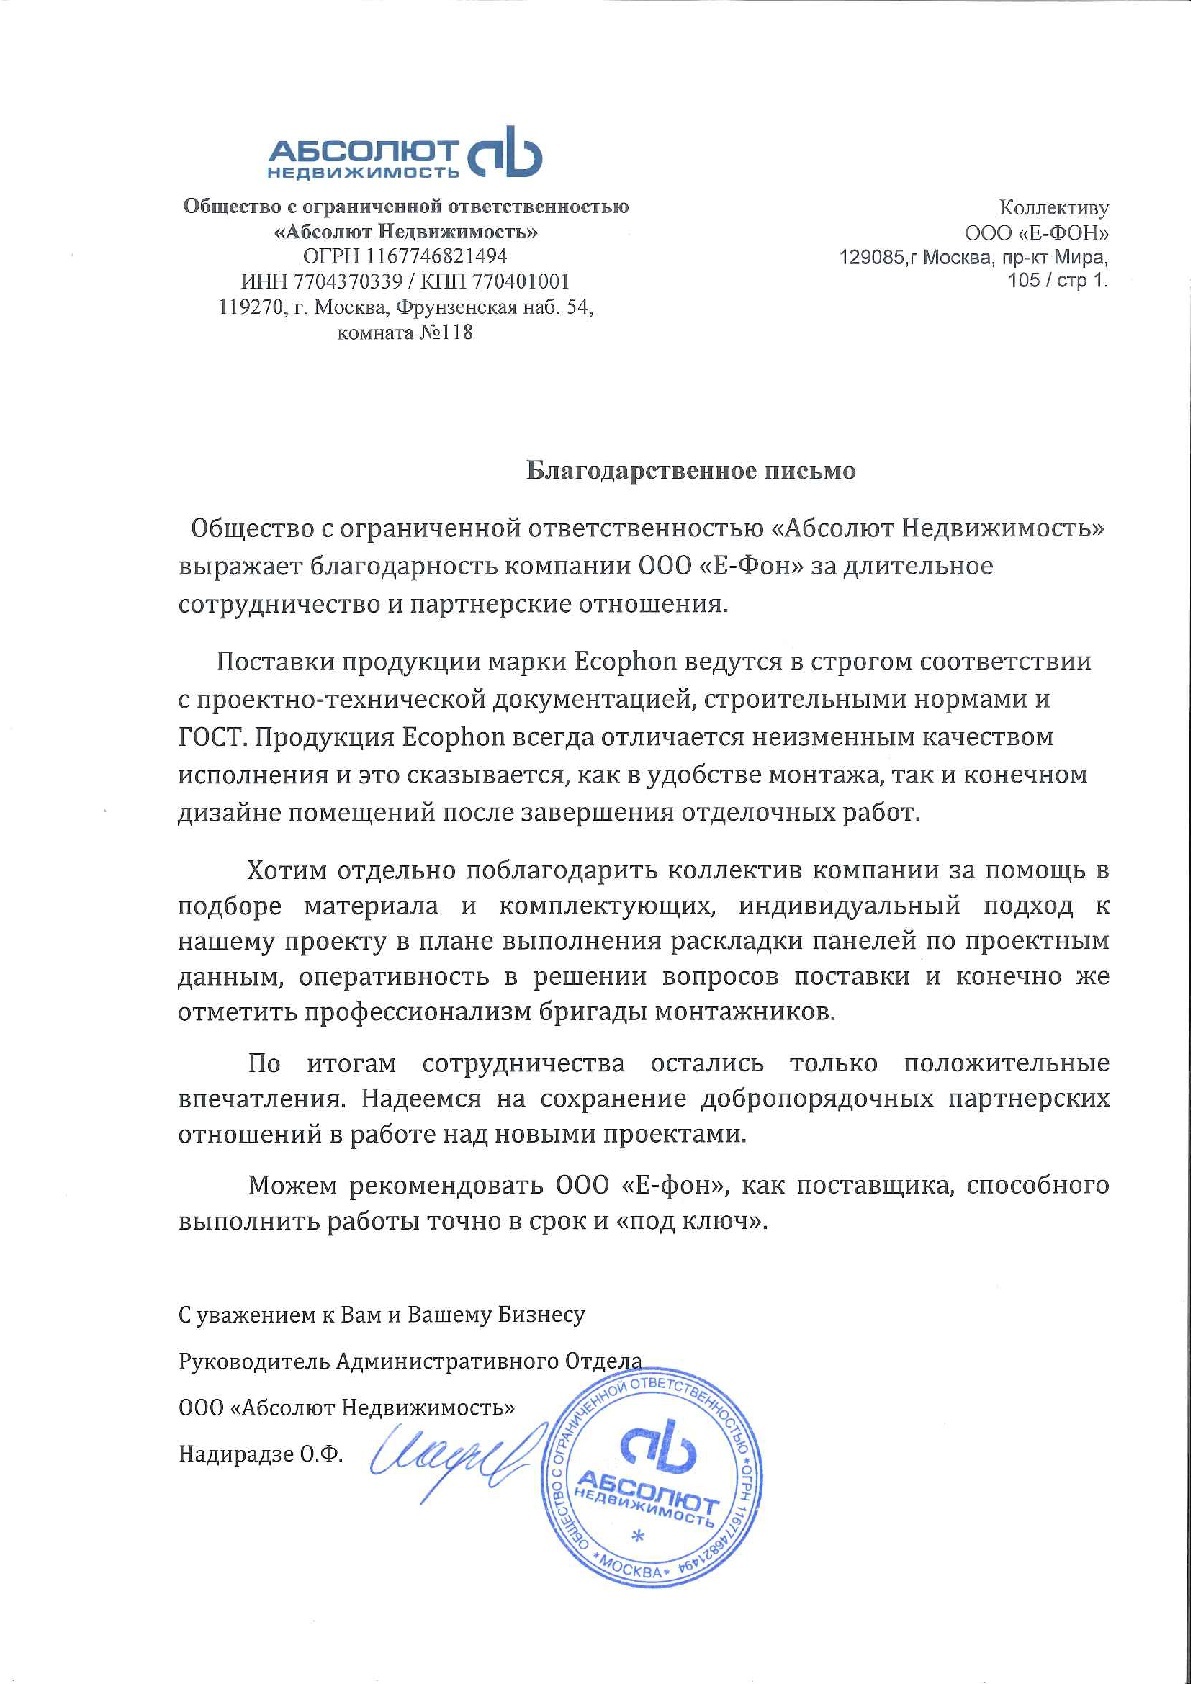 АБСОЛЮТ ab
НЕДВИЖИМОСТЬ
Общество с ограниченной ответственностью
«Абсолют Недвижимость»
ОГРН 1167746821494
ИНН 7704370339 / КПП 770401001
119270, г. Москва, Фрунзенская наб. 54,
комната №118
Коллективу
ООО «Е-ФОН»
129085,г Москва, пр-кт Мира,
105 / стр 1.
Благодарственное письмо
Общество с ограниченной ответственностью «Абсолют Недвижимость»
выражает благодарность компании ООО «Е-Фон» за длительное
сотрудничество и партнерские отношения.
Поставки продукции марки Ecophon ведутся в строгом соответствии
с проектно-технической документацией, строительными нормами и
ГОСТ. Продукция Ecophon всегда отличается неизменным качеством
исполнения и это сказывается, как в удобстве монтажа, так и конечном
дизайне помещений после завершения отделочных работ.
Хотим отдельно поблагодарить коллектив компании за помощь в
подборе материала и комплектующих, индивидуальный подход к
нашему проекту в плане выполнения раскладки панелей по проектным
данным, оперативность в решении вопросов поставки и конечно же
отметить профессионализм бригады монтажников.
По итогам сотрудничества остались только положительные
впечатления. Надеемся на сохранение добропорядочных партнерских
отношений в работе над новыми проектами.
Можем рекомендовать ООО «Е-фон», как поставщика, способного
выполнить работы точно в срок и «под ключ».
С уважением к Вам и Вашему Бизнесу
Руководитель Административного Отдела
ООО «Абсолют Недвижимость»
Надирадзе О.Ф.
ОБЩЕСТВО С ОГРАНИЧЕННОЙ ОТВЕТСТВЕННОСТЬЮ *ОГРН 1167746821494
*МОСКВА*
ab
АБСОЛЮТ
НЕДВИЖИМОСТЬ
*